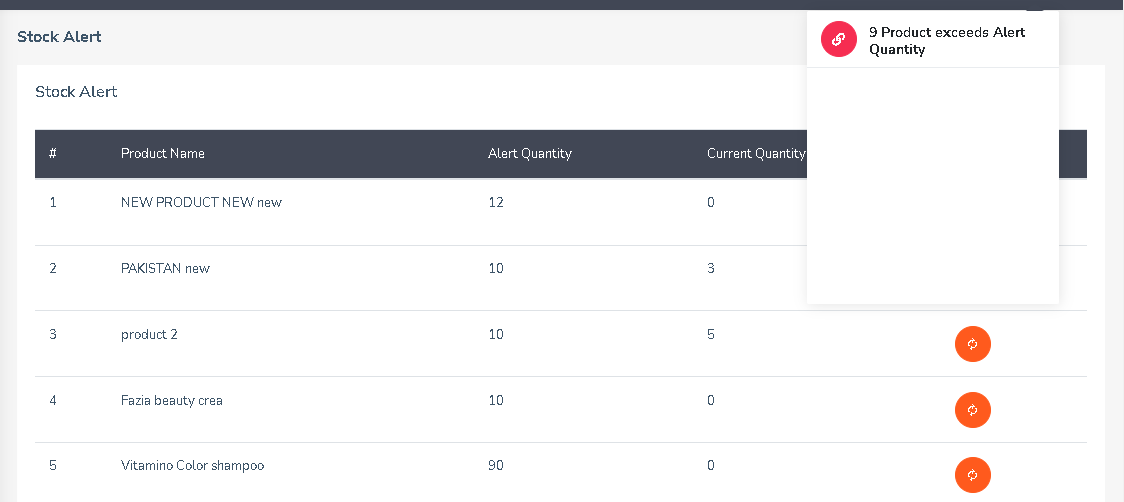 Stock Alert
9 Product exceeds Alert
Quantity
Stock Alert
# Product Name Alert Quantity Current Quantity
1 NEW PRODUCT NEW new 12 0
2 PAKISTAN new 10 3
3 product 2 10 5
4 Fazia beauty crea 10 0
5 Vitamino Color shampoo 90 0